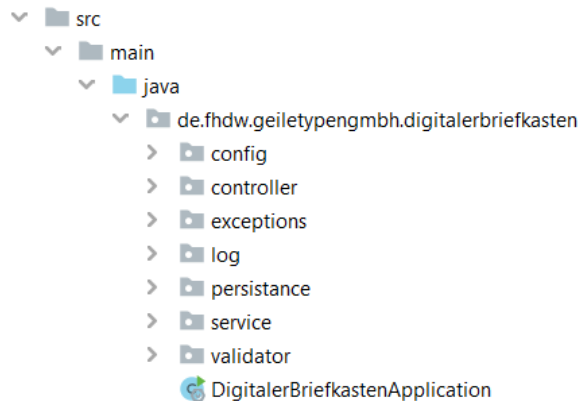 src
main
java
de.fhdw.geiletypengmbh.digitalerbriefkasten
config
controller
exceptions
log
persistance
service
validator
DigitalerBriefkastenApplication